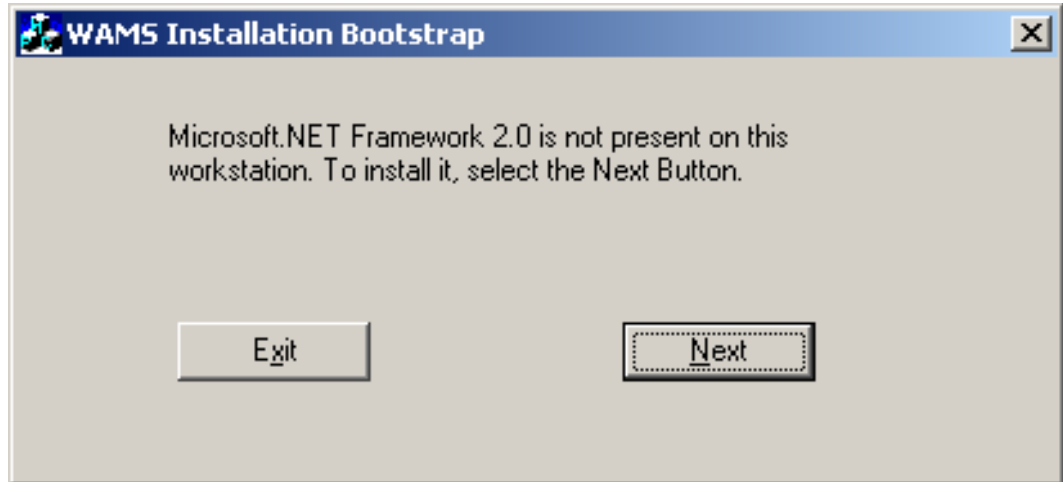 WAMS Installation Bootstrap
Microsoft.NET Framework 2.0 is not present on this
workstation. To install it, select the Next Button.
Exit
Next